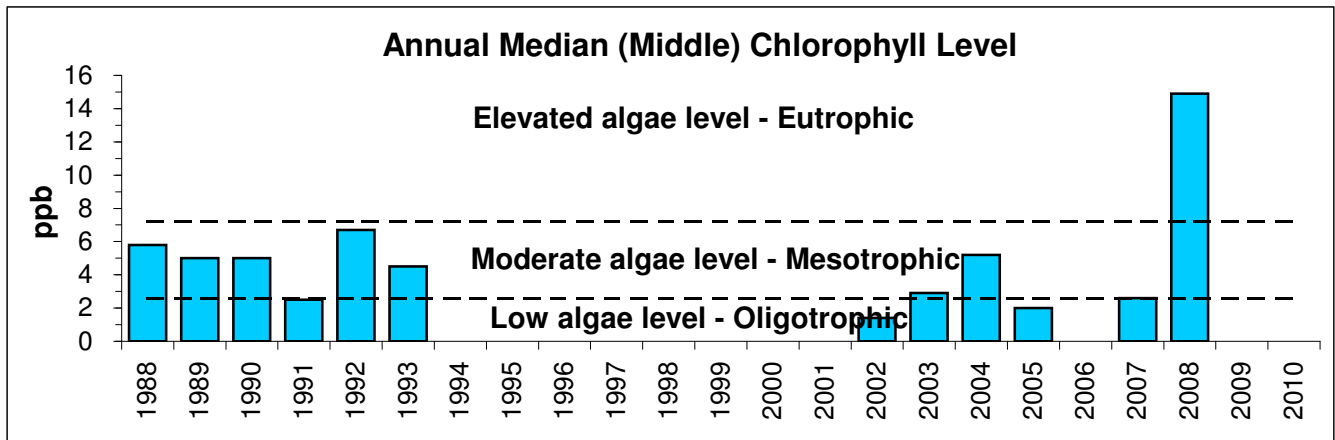 Annual Median (Middle) Chlorophyll Level
16
14
12
10
8
6
4
2
0
ppb
Elevated algae level - Eutrophic
Moderate algae level - Mesotrophic
Low algae level - Oligotrophic
1988 1989 1990 1991 1992 1993 1994 1995 1996 1997 1998 1999 2000 2001 2002 2003 2004 2005 2006 2007 2008 2009 2010